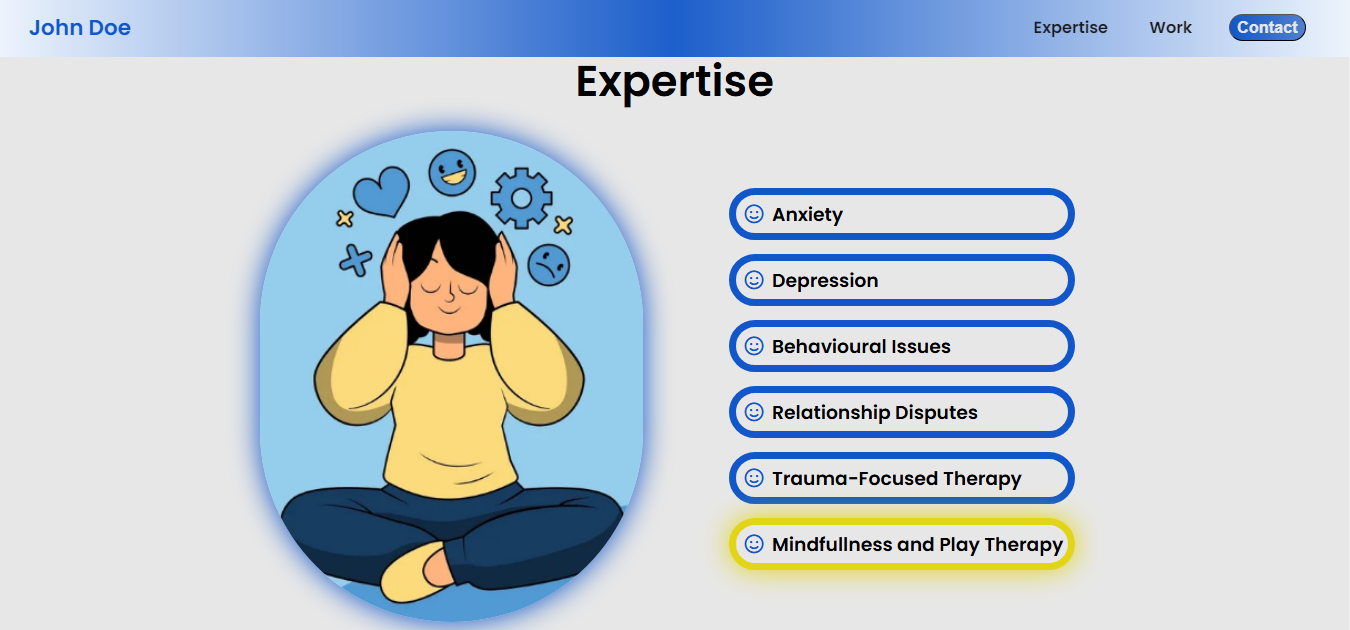 John Doe
Expertise
Work
Contact
Expertise
Anxiety
Depression
Behavioural Issues
Relationship Disputes
Trauma-Focused Therapy
Mindfullness and Play Therapy